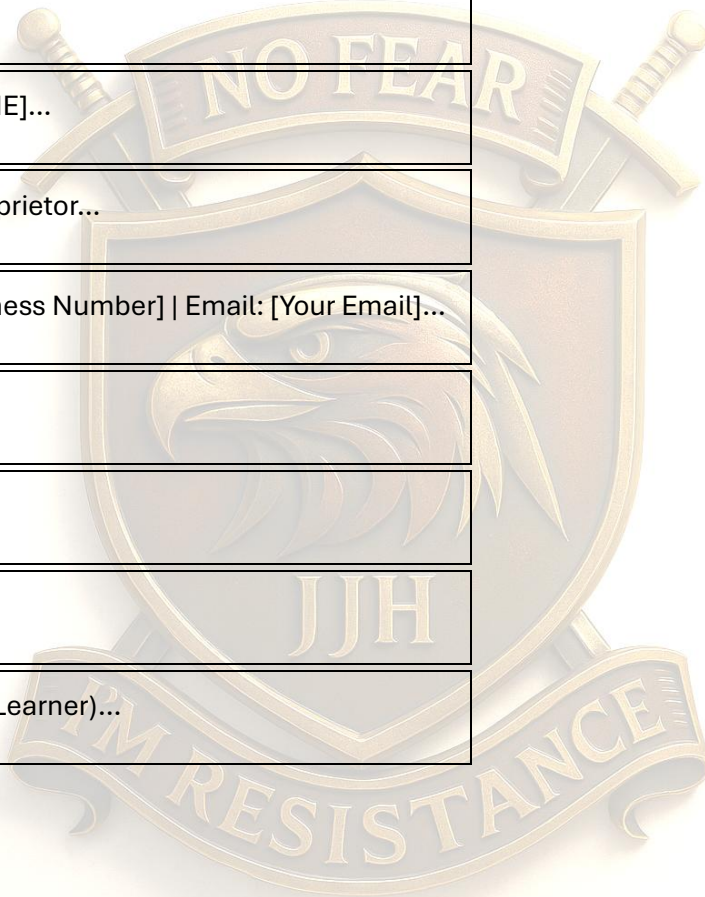 NO FEAR
E]...
prietor...
ness Number] | Email: [Your Email]...
JJH
Learner)...
I'M RESISTANCE